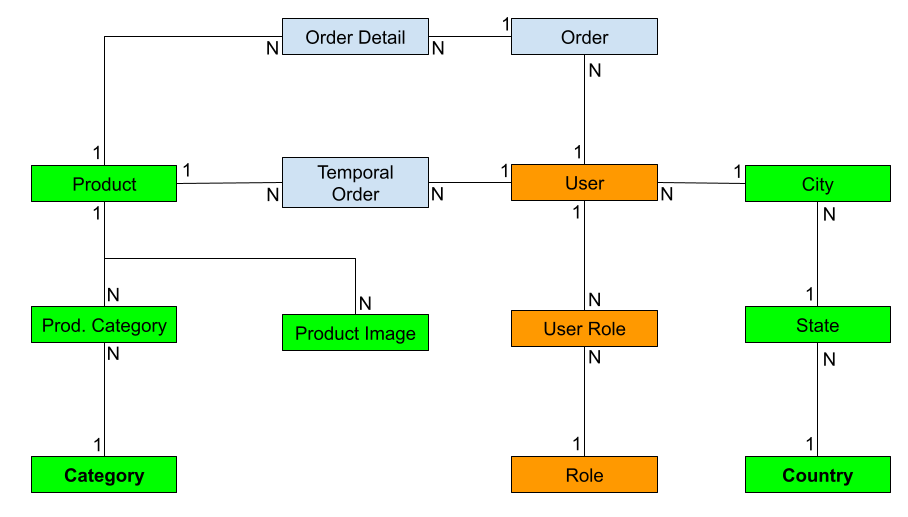 Order Detail
Order
1
N
N
N
1
1
Product
1
N
Temporal
Order
N
1
User
N
1
City
1
1
N
N
N
N
1
Prod. Category
Product Image
User Role
State
N
N
N
1
1
1
Category
Role
Country